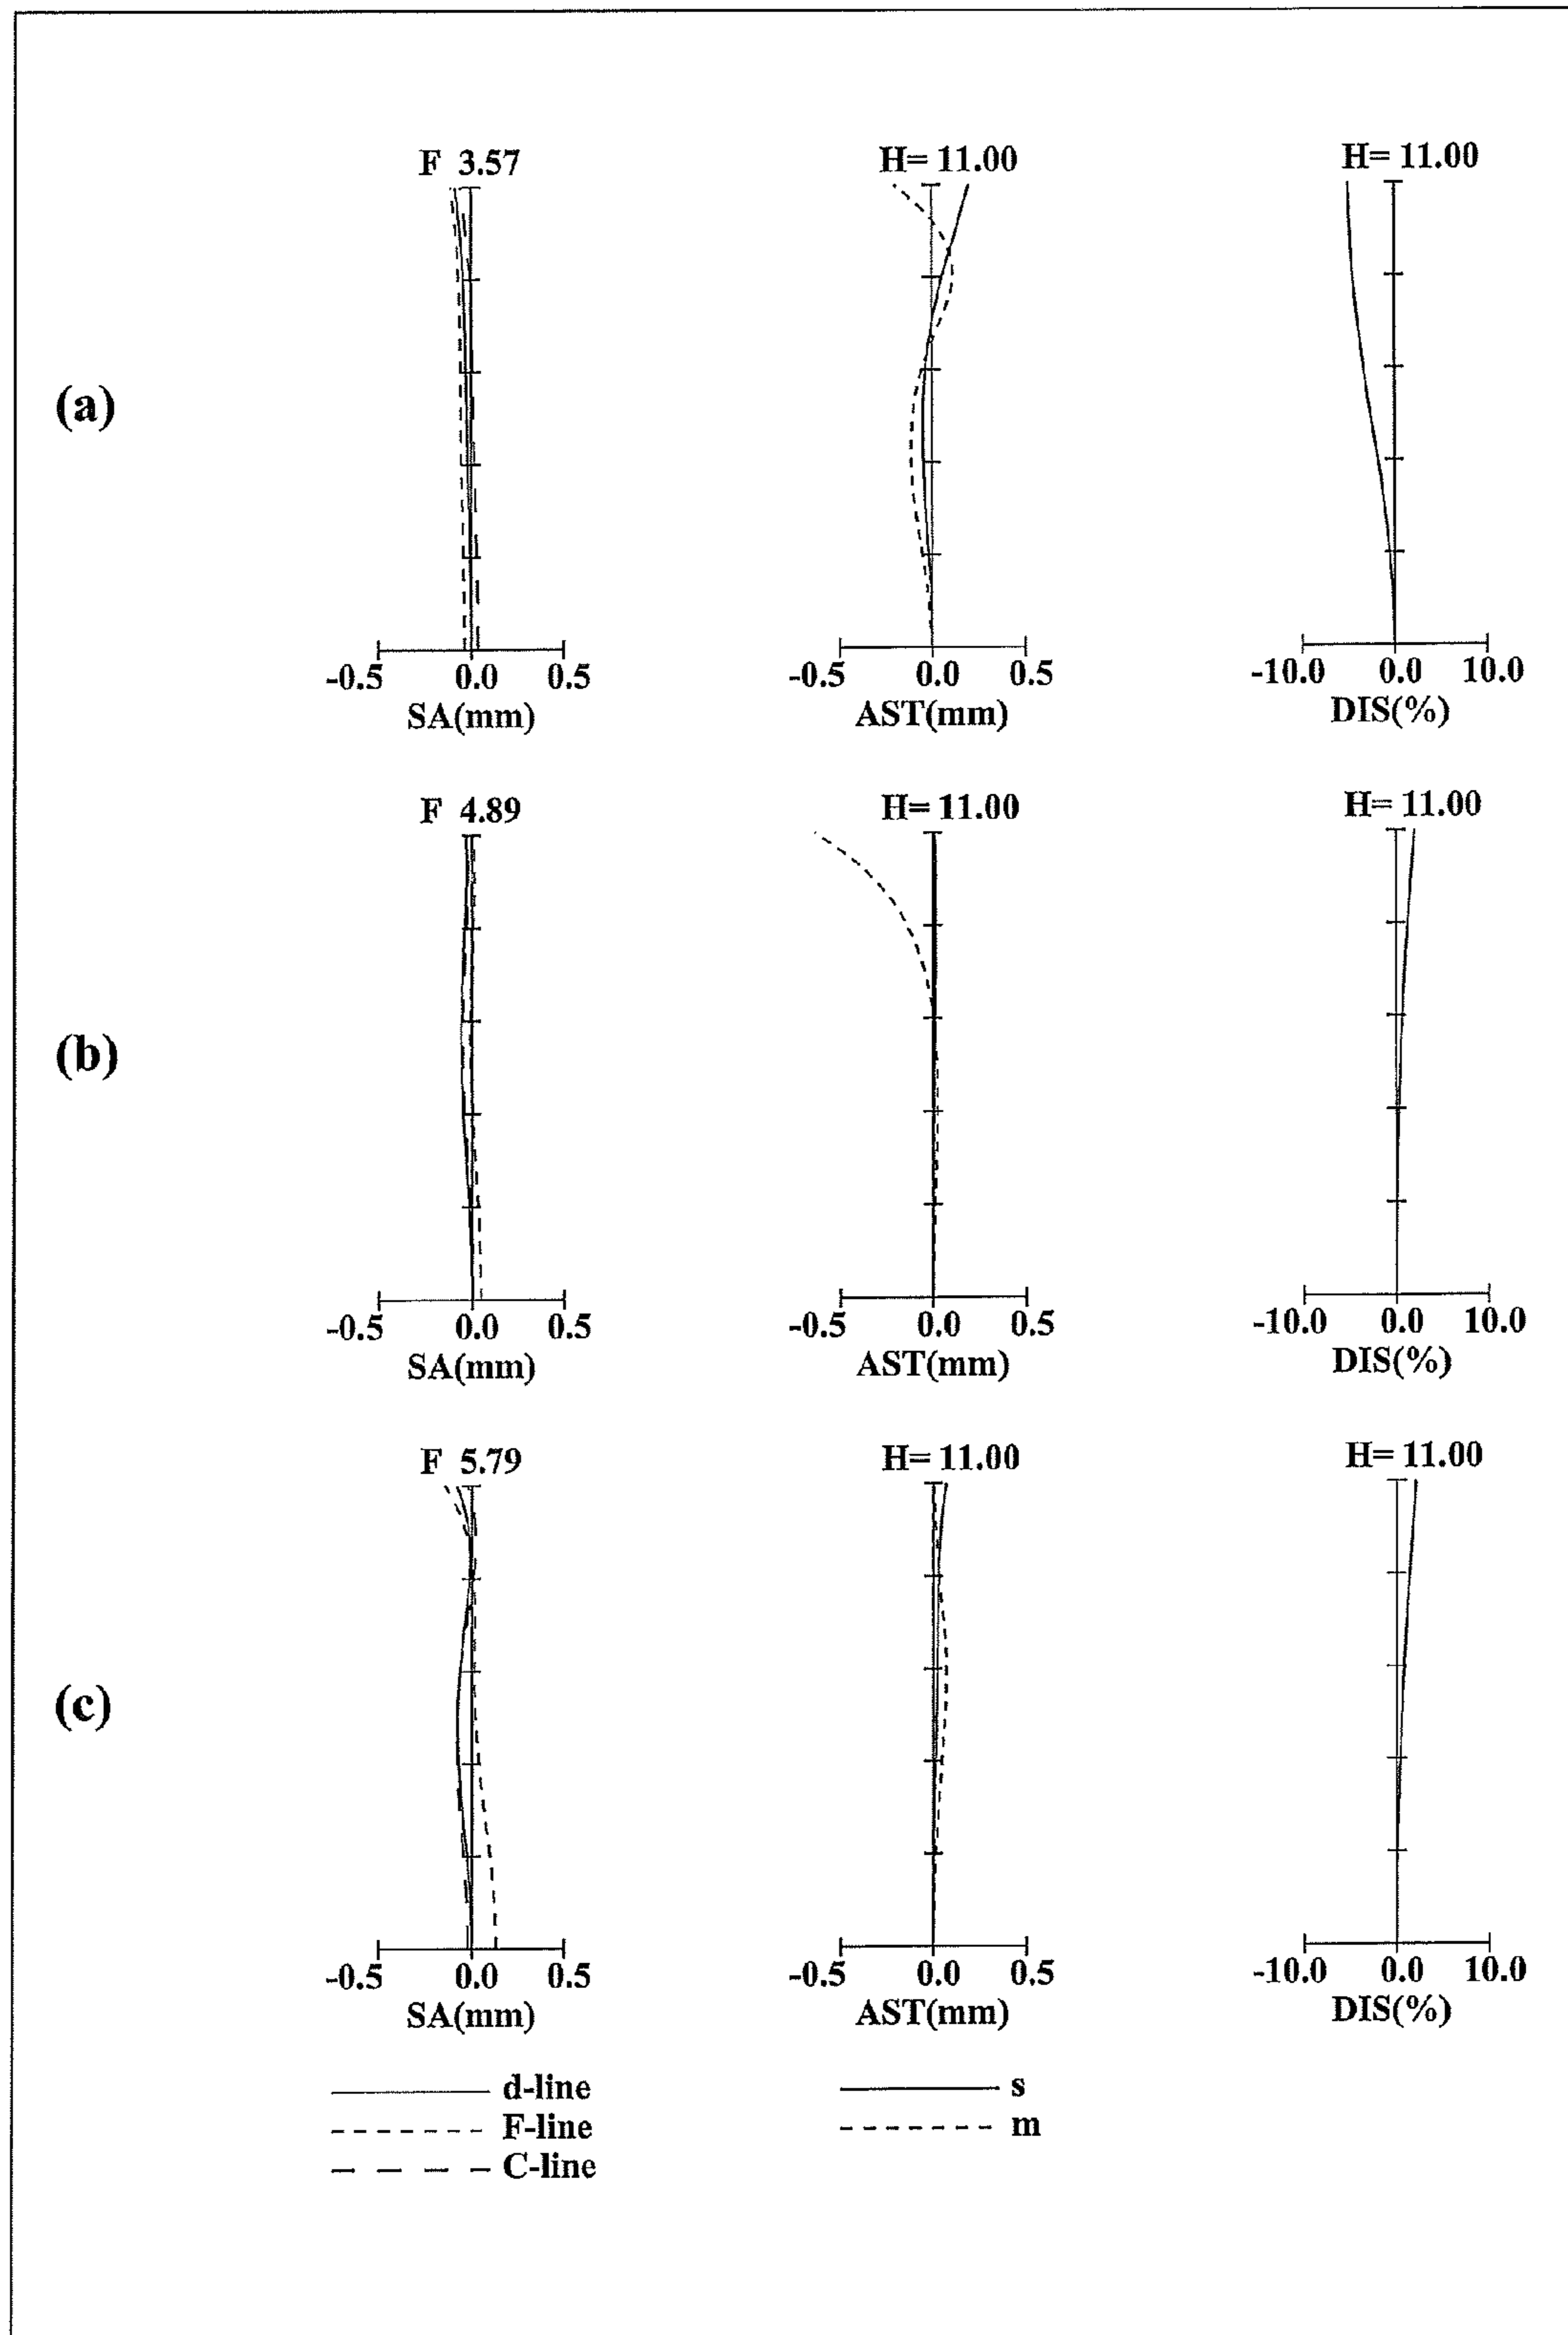 F 3.57 H= 11.00 H= 11.00
(a)
-0.5 0.0 0.5 -0.5 0.0 0.5 -10.0 0.0 10.0
SA(mm) AST(mm) DIS(%)
F 4.89 H= 11.00 H= 11.00
(b)
-0.5 0.0 0.5 -0.5 0.0 0.5 -10.0 0.0 10.0
SA(mm) AST(mm) DIS(%)
F 5.79 H= 11.00 H= 11.00
(c)
-0.5 0.0 0.5 -0.5 0.0 0.5 -10.0 0.0 10.0
SA(mm) AST(mm) DIS(%)
d-line s
F-line m
C-line